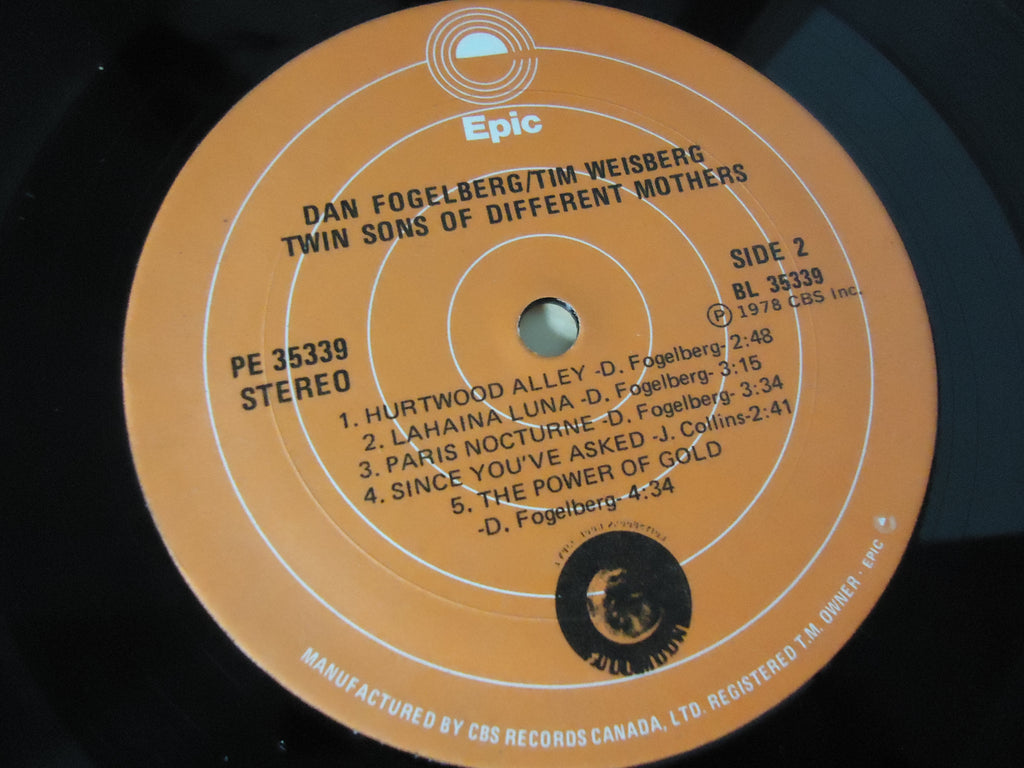 Epic
DAN FOGELBERG/TIM WEISBERG
TWIN SONS OF DIFFERENT MOTHERS
SIDE 2
BL 35339
Ⓟ 1978 CBS Inc.
PE 35339
STEREO
1. HURTWOOD ALLEY -D. Fogelberg- 2:48
2. LAHAINA LUNA -D. Fogelberg- 3:15
3. PARIS NOCTURNE -D. Fogelberg- 3:34
4. SINCE YOU'VE ASKED -J. Collins-2:41
5. THE POWER OF GOLD
-D. Fogelberg- 4:34
MANUFACTURED BY CBS RECORDS CANADA, LTD. REGISTERED T.M. OWNER · EPIC